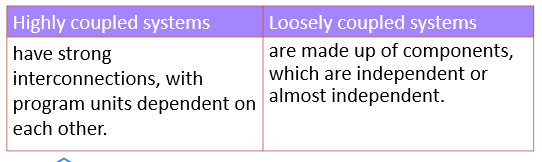 Highly coupled systems
Loosely coupled systems
have strong
interconnections, with
program units dependent on
each other.
are made up of components,
which are independent or
almost independent.